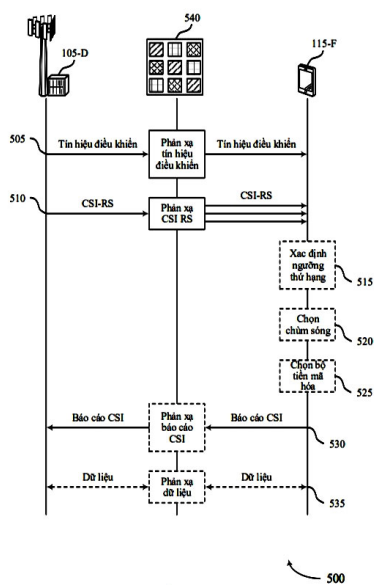 540
105-D
115-F
505
Tín hiệu điều khiển
Phản xạ
tín hiệu
điều khiển
Tín hiệu điều khiển
510
CSI-RS
Phản xạ
CSI RS
CSI-RS
Xac định
ngưỡng
thứ hạng
515
Chọn
chùm sóng
520
Chọn bộ
tiền mã
hóa
525
Báo cáo CSI
Phản xạ
báo cáo
CSI
Báo cáo CSI
530
Dữ liệu
Phản xạ
dữ liệu
Dữ liệu
535
500